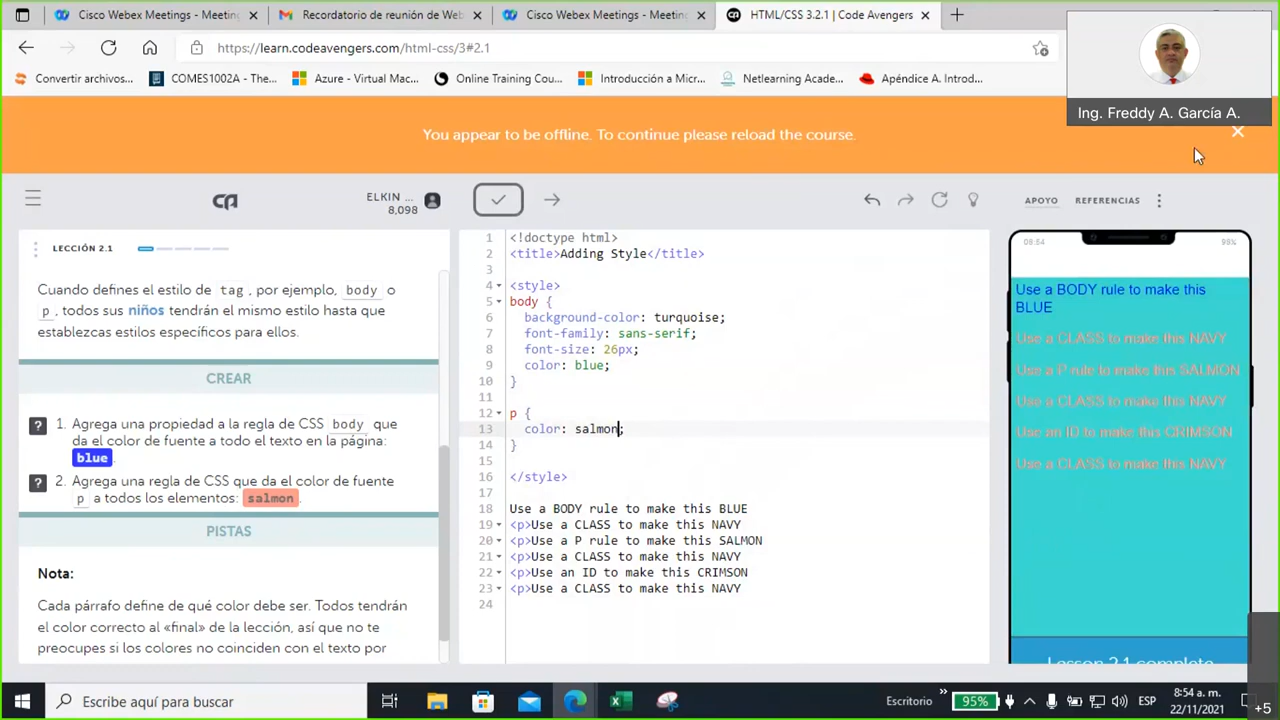 Cisco Webex Meetings - Meetin
Recordatorio de reunión de Web
Cisco Webex Meetings - Meetin
HTML/CSS 3.2.1 | Code Avengers
https://learn.codeavengers.com/html-css/3#2.1
Convertir archivos...
COMES1002A - The...
Azure - Virtual Mac...
Online Training Cou...
Introducción a Micr...
Netlearning Acade...
Apéndice A. Introd...
Ing. Freddy A. García A.
You appear to be offline. To continue please reload the course.
ELKIN ...
8,098
APOYO
REFERENCIAS
LECCIÓN 2.1
Cuando defines el estilo de tag , por ejemplo, body o
p , todos sus niños tendrán el mismo estilo hasta que
establezcas estilos específicos para ellos.
CREAR
1. Agrega una propiedad a la regla de CSS body que
da el color de fuente a todo el texto en la página:
blue .
2. Agrega una regla de CSS que da el color de fuente
p a todos los elementos: salmon .
PISTAS
Nota:
Cada párrafo define de qué color debe ser. Todos tendrán
el color correcto al «final» de la lección, así que no te
preocupes si los colores no coinciden con el texto por
1 <!doctype html>
2 <title>Adding Style</title>
3
4 <style>
5 body {
6 background-color: turquoise;
7 font-family: sans-serif;
8 font-size: 26px;
9 color: blue;
10 }
11
12 p {
13 color: salmon;
14 }
15
16 </style>
17
18 Use a BODY rule to make this BLUE
19 <p>Use a CLASS to make this NAVY
20 <p>Use a P rule to make this SALMON
21 <p>Use a CLASS to make this NAVY
22 <p>Use an ID to make this CRIMSON
23 <p>Use a CLASS to make this NAVY
24
08:54
99%
Use a BODY rule to make this
BLUE
Use a CLASS to make this NAVY
Use a P rule to make this SALMON
Use a CLASS to make this NAVY
Use an ID to make this CRIMSON
Use a CLASS to make this NAVY
Lesson 2.1 complete
Escribe aquí para buscar
Escritorio
95%
ESP
8:54 a. m.
22/11/2021
+5